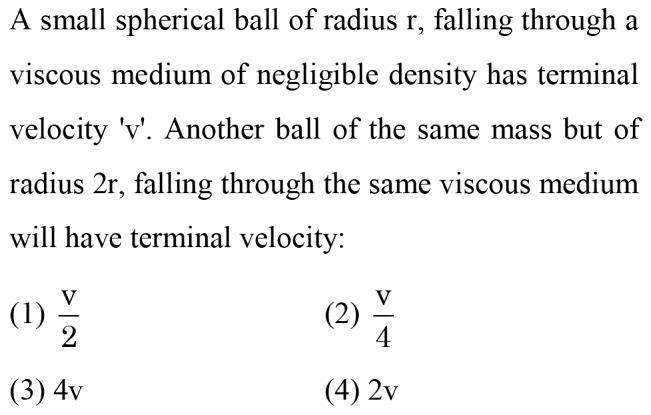 A small spherical ball of radius r, falling through a
viscous medium of negligible density has terminal
velocity 'v'. Another ball of the same mass but of
radius 2r, falling through the same viscous medium
will have terminal velocity:
(1) v/2 (2) v/4
(3) 4v (4) 2v